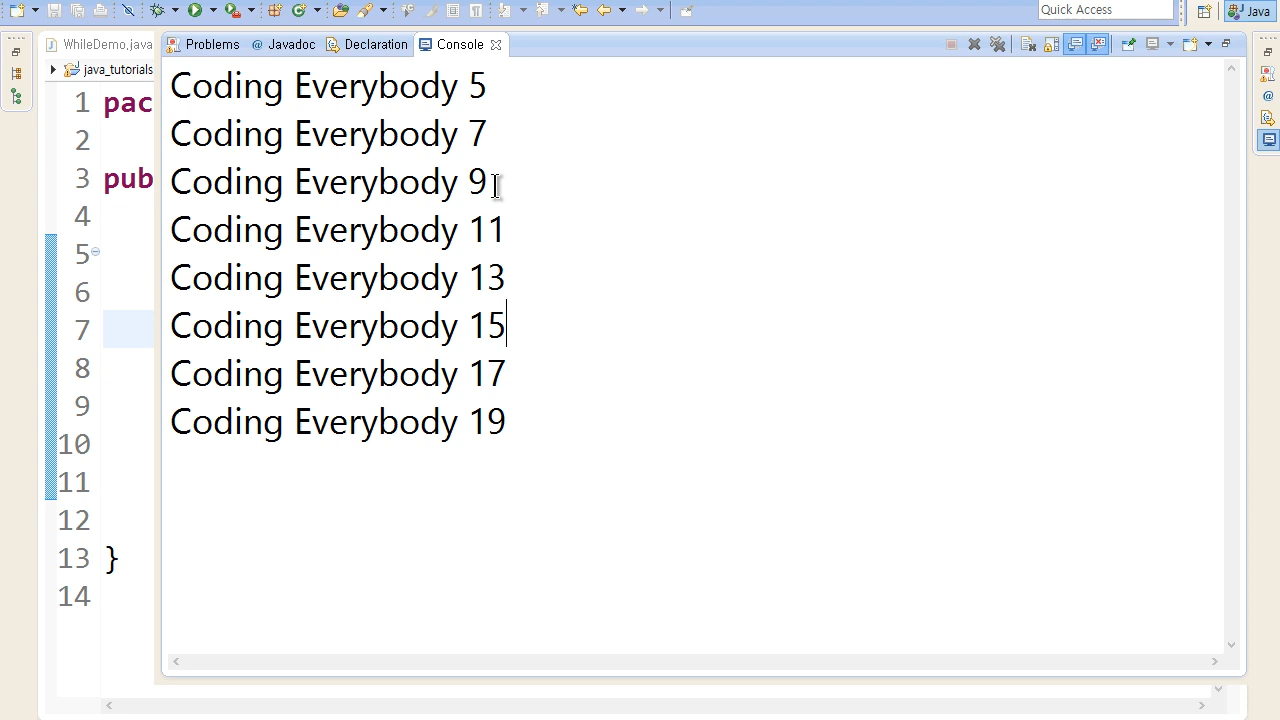 Quick Access
Java
WhileDemo.java
Problems
@ Javadoc
Declaration
Console
java_tutorials
1 pac
2
3 pub
4
5
6
7
8
9
10
11
12
13 }
14
Coding Everybody 5
Coding Everybody 7
Coding Everybody 9
Coding Everybody 11
Coding Everybody 13
Coding Everybody 15
Coding Everybody 17
Coding Everybody 19